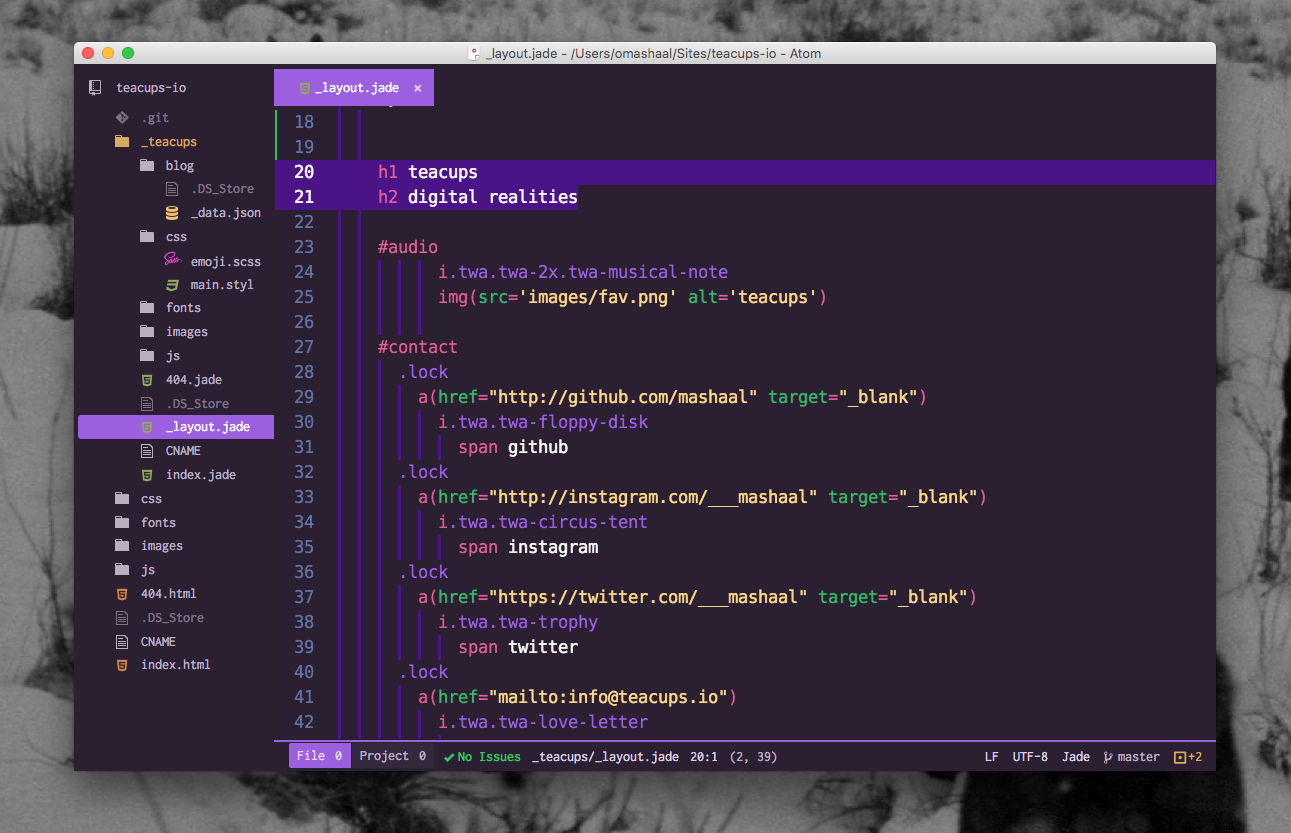 _layout.jade - /Users/omashaal/Sites/teacups-io - Atom
teacups-io
.git
_teacups
blog
.DS_Store
_data.json
css
emoji.scss
main.styl
fonts
images
js
404.jade
.DS_Store
_layout.jade
CNAME
index.jade
css
fonts
images
js
404.html
.DS_Store
CNAME
index.html
_layout.jade ×
18
19
20 h1 teacups
21 h2 digital realities
22
23 #audio
24 i.twa.twa-2x.twa-musical-note
25 img(src='images/fav.png' alt='teacups')
26
27 #contact
28 .lock
29 a(href="http://github.com/mashaal" target="_blank")
30 i.twa.twa-floppy-disk
31 span github
32 .lock
33 a(href="http://instagram.com/___mashaal" target="_blank")
34 i.twa.twa-circus-tent
35 span instagram
36 .lock
37 a(href="https://twitter.com/___mashaal" target="_blank")
38 i.twa.twa-trophy
39 span twitter
40 .lock
41 a(href="mailto:info@teacups.io")
42 i.twa.twa-love-letter
File 0 Project 0 No Issues _teacups/_layout.jade 20:1 (2, 39) LF UTF-8 Jade master +2